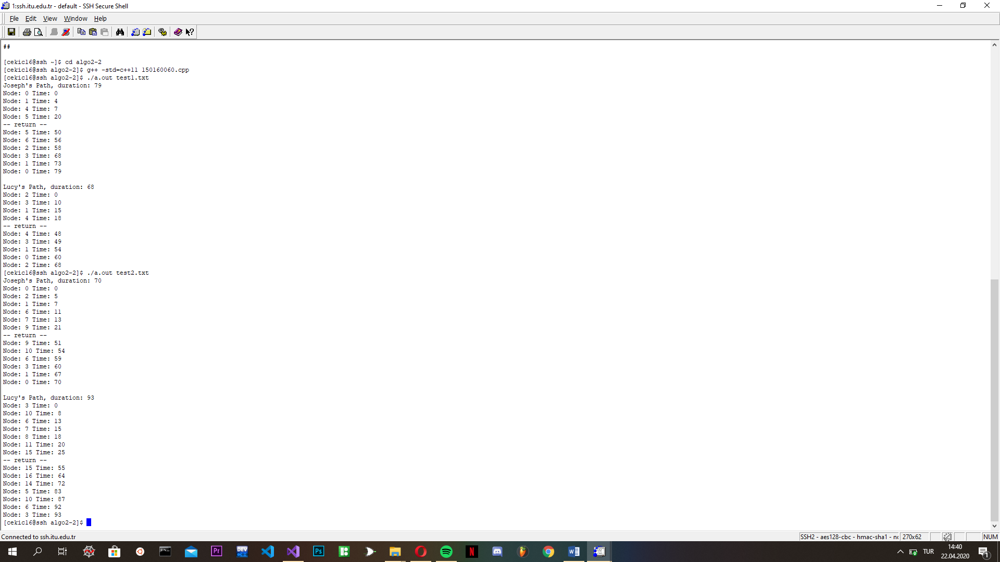 1:ssh.itu.edu.tr - default - SSH Secure Shell
File Edit View Window Help
##
[cekic16@ssh ~]$ cd algo2-2
[cekic16@ssh algo2-2]$ g++ -std=c++11 150160060.cpp
[cekic16@ssh algo2-2]$ ./a.out test1.txt
Joseph's Path, duration: 79
Node: 0 Time: 0
Node: 1 Time: 4
Node: 4 Time: 7
Node: 5 Time: 20
-- return --
Node: 5 Time: 50
Node: 6 Time: 56
Node: 2 Time: 58
Node: 3 Time: 68
Node: 1 Time: 73
Node: 0 Time: 79
Lucy's Path, duration: 68
Node: 2 Time: 0
Node: 3 Time: 10
Node: 1 Time: 15
Node: 4 Time: 18
-- return --
Node: 4 Time: 48
Node: 3 Time: 49
Node: 1 Time: 54
Node: 0 Time: 60
Node: 2 Time: 68
[cekic16@ssh algo2-2]$ ./a.out test2.txt
Joseph's Path, duration: 70
Node: 0 Time: 0
Node: 2 Time: 5
Node: 1 Time: 7
Node: 6 Time: 11
Node: 7 Time: 13
Node: 9 Time: 21
-- return --
Node: 9 Time: 51
Node: 10 Time: 54
Node: 6 Time: 59
Node: 3 Time: 60
Node: 1 Time: 67
Node: 0 Time: 70
Lucy's Path, duration: 93
Node: 3 Time: 0
Node: 10 Time: 8
Node: 6 Time: 13
Node: 7 Time: 15
Node: 8 Time: 18
Node: 11 Time: 20
Node: 15 Time: 25
-- return --
Node: 15 Time: 55
Node: 16 Time: 64
Node: 14 Time: 72
Node: 5 Time: 83
Node: 10 Time: 87
Node: 6 Time: 92
Node: 3 Time: 93
[cekic16@ssh algo2-2]$
Connected to ssh.itu.edu.tr SSH2 - aes128-cbc - hmac-sha1 - 270x62 NUM
Pr DEV Ps N W TUR 14:40
22.04.2020 1